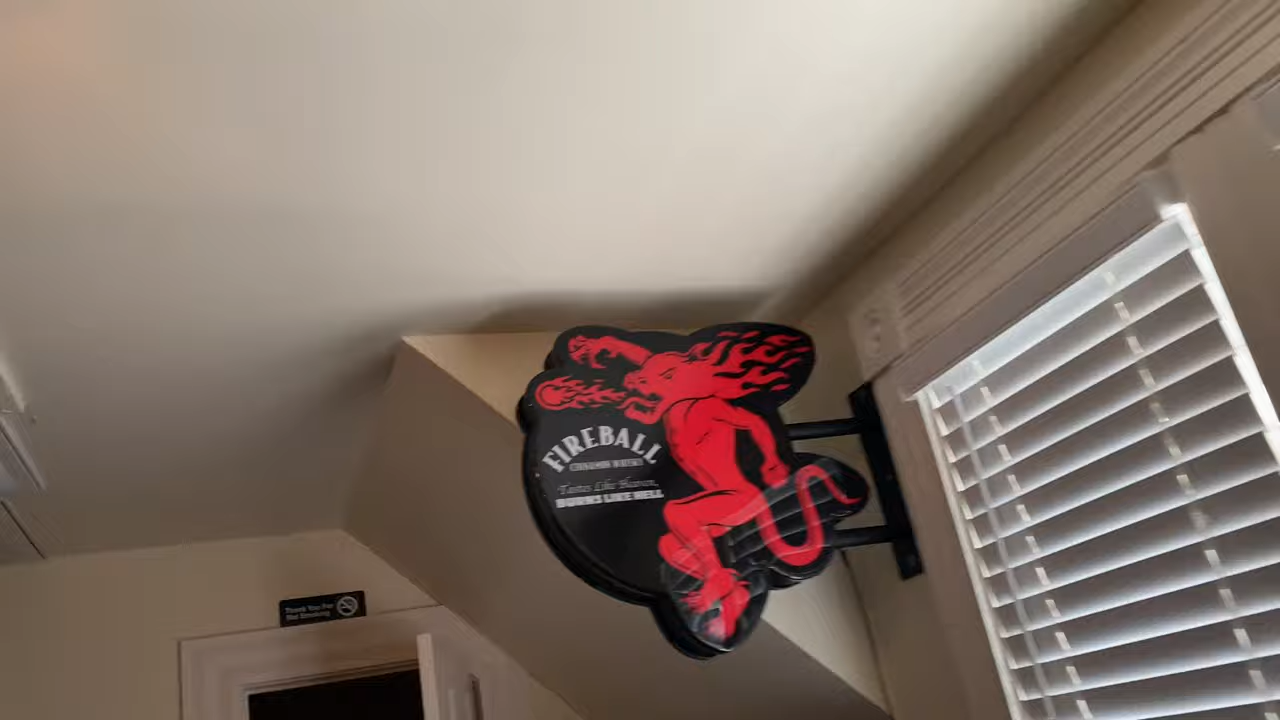 FIREBALL
CINNAMON WHISKY
Tastes Like Heaven,
BURNS LIKE HELL
Thank You For
Not Smoking